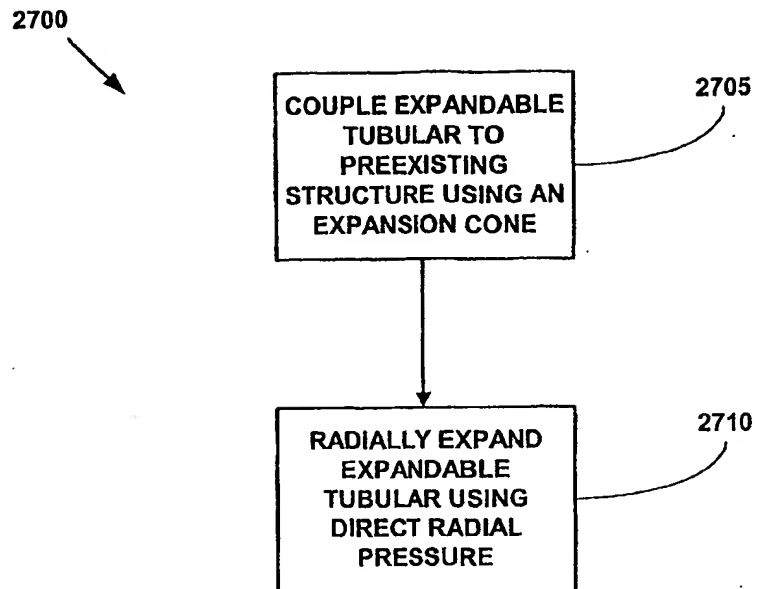 2700
2705
COUPLE EXPANDABLE
TUBULAR TO
PREEXISTING
STRUCTURE USING AN
EXPANSION CONE
2710
RADIALLY EXPAND
EXPANDABLE
TUBULAR USING
DIRECT RADIAL
PRESSURE